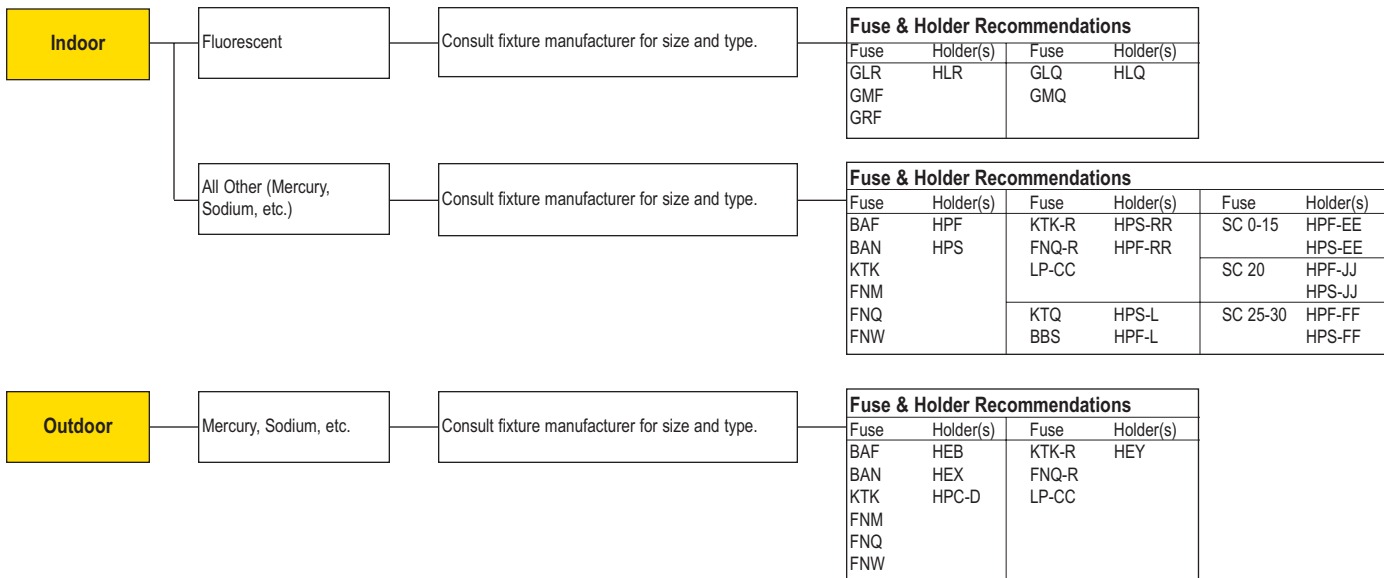 Indoor
Fluorescent
Consult fixture manufacturer for size and type.
Fuse & Holder Recommendations
Fuse Holder(s) Fuse Holder(s)
GLR HLR GLQ HLQ
GMF GMQ
GRF
All Other (Mercury,
Sodium, etc.)
Consult fixture manufacturer for size and type.
Fuse & Holder Recommendations
Fuse Holder(s) Fuse Holder(s) Fuse Holder(s)
BAF HPF KTK-R HPS-RR SC 0-15 HPF-EE
BAN HPS FNQ-R HPF-RR HPS-EE
KTK LP-CC SC 20 HPF-JJ
FNM HPS-JJ
FNQ KTQ HPS-L SC 25-30 HPF-FF
FNW BBS HPF-L HPS-FF
Outdoor
Mercury, Sodium, etc.
Consult fixture manufacturer for size and type.
Fuse & Holder Recommendations
Fuse Holder(s) Fuse Holder(s)
BAF HEB KTK-R HEY
BAN HEX FNQ-R
KTK HPC-D LP-CC
FNM
FNQ
FNW